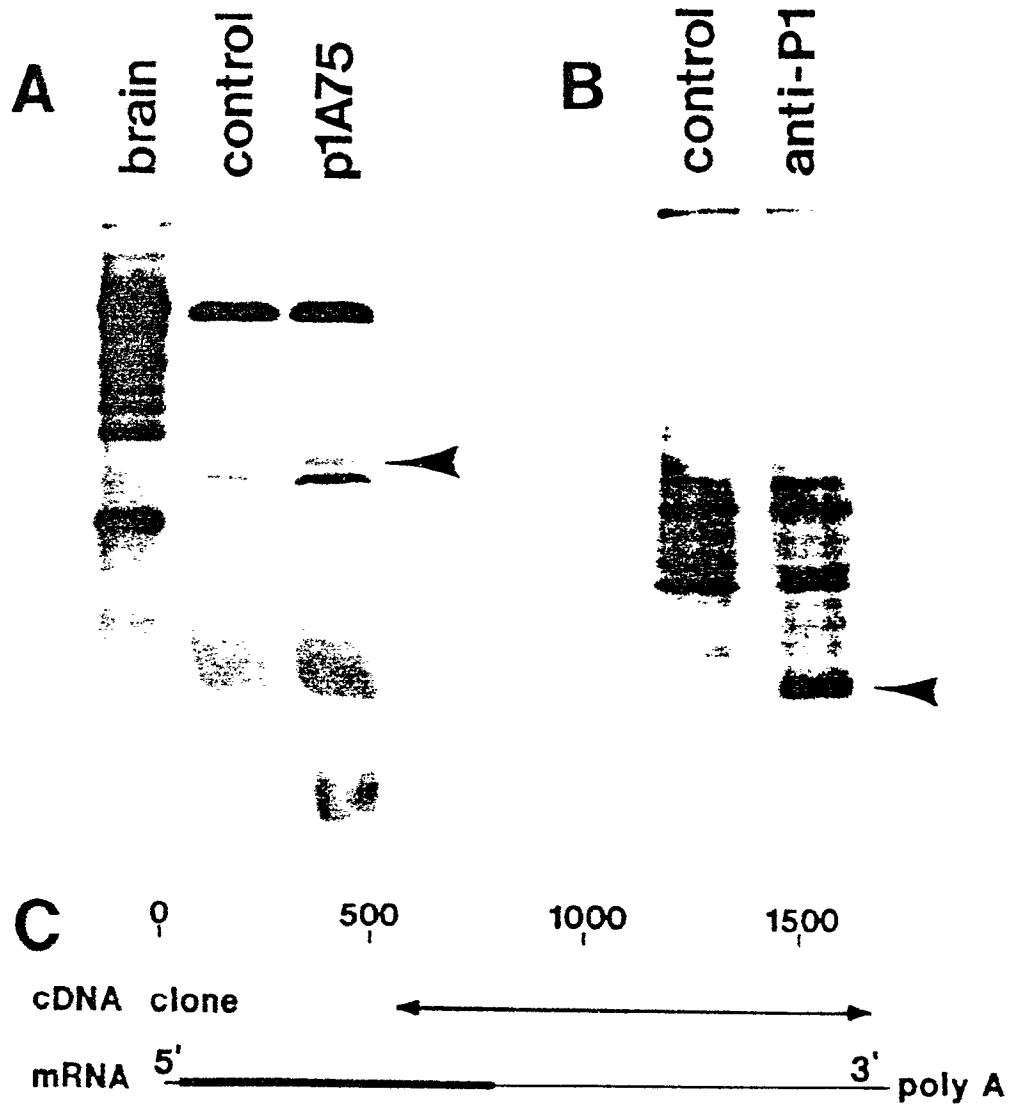 A
brain
control
p1A75
B
control
anti-P1
C
0 500 1000 1500
cDNA clone
mRNA 5' 3' poly A